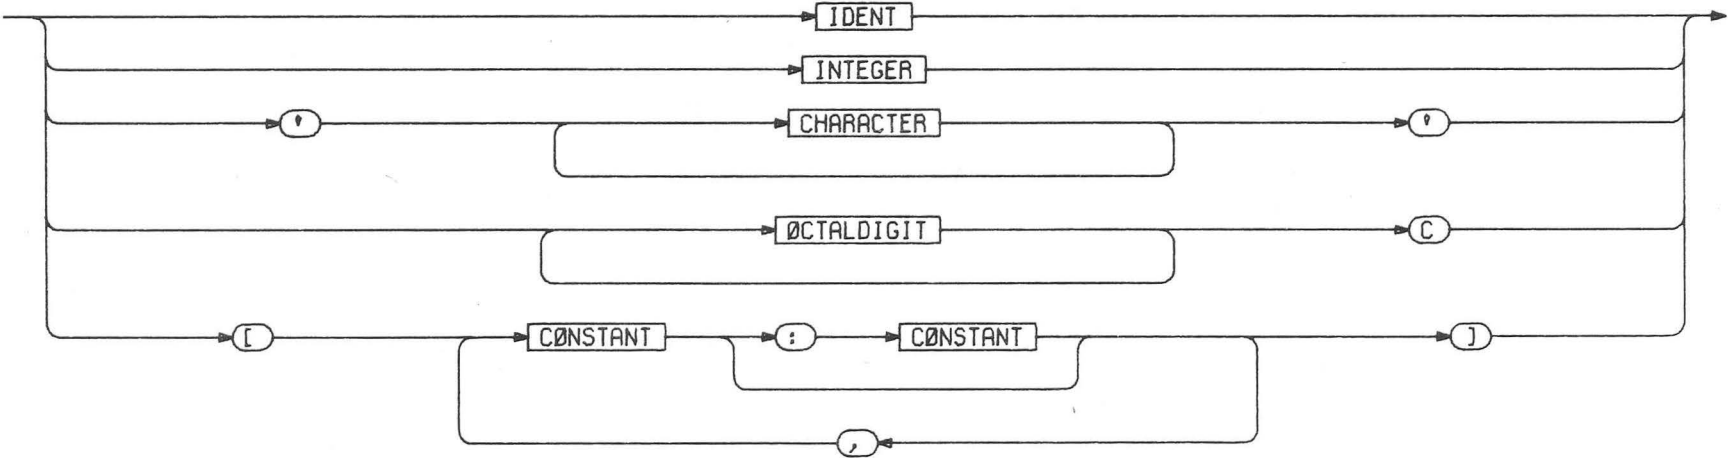 IDENT
INTEGER
' CHARACTER '
ØCTALDIGIT C
[ CØNSTANT : CØNSTANT ]
,